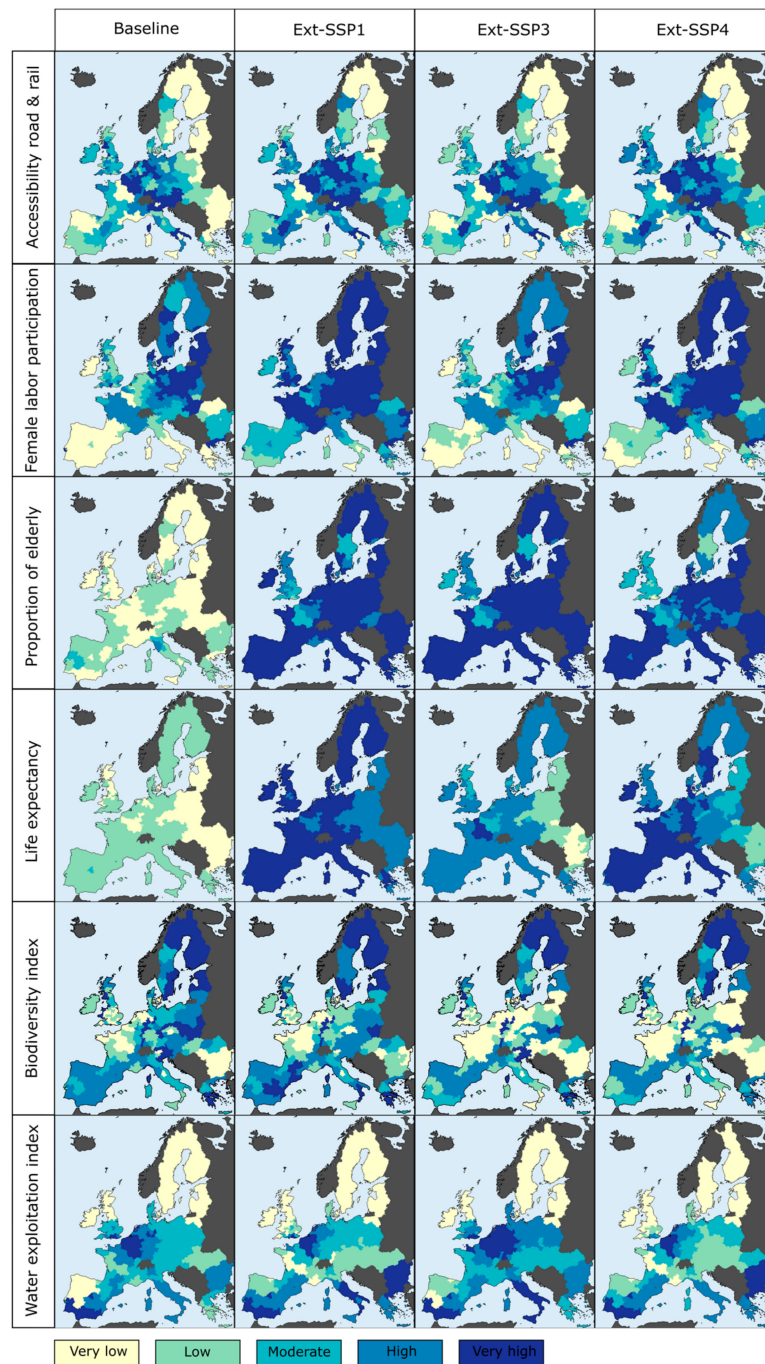 Baseline
Ext-SSP1
Ext-SSP3
Ext-SSP4
Accessibility road & rail
Female labor participation
Proportion of elderly
Life expectancy
Biodiversity index
Water exploitation index
Very low
Low
Moderate
High
Very high